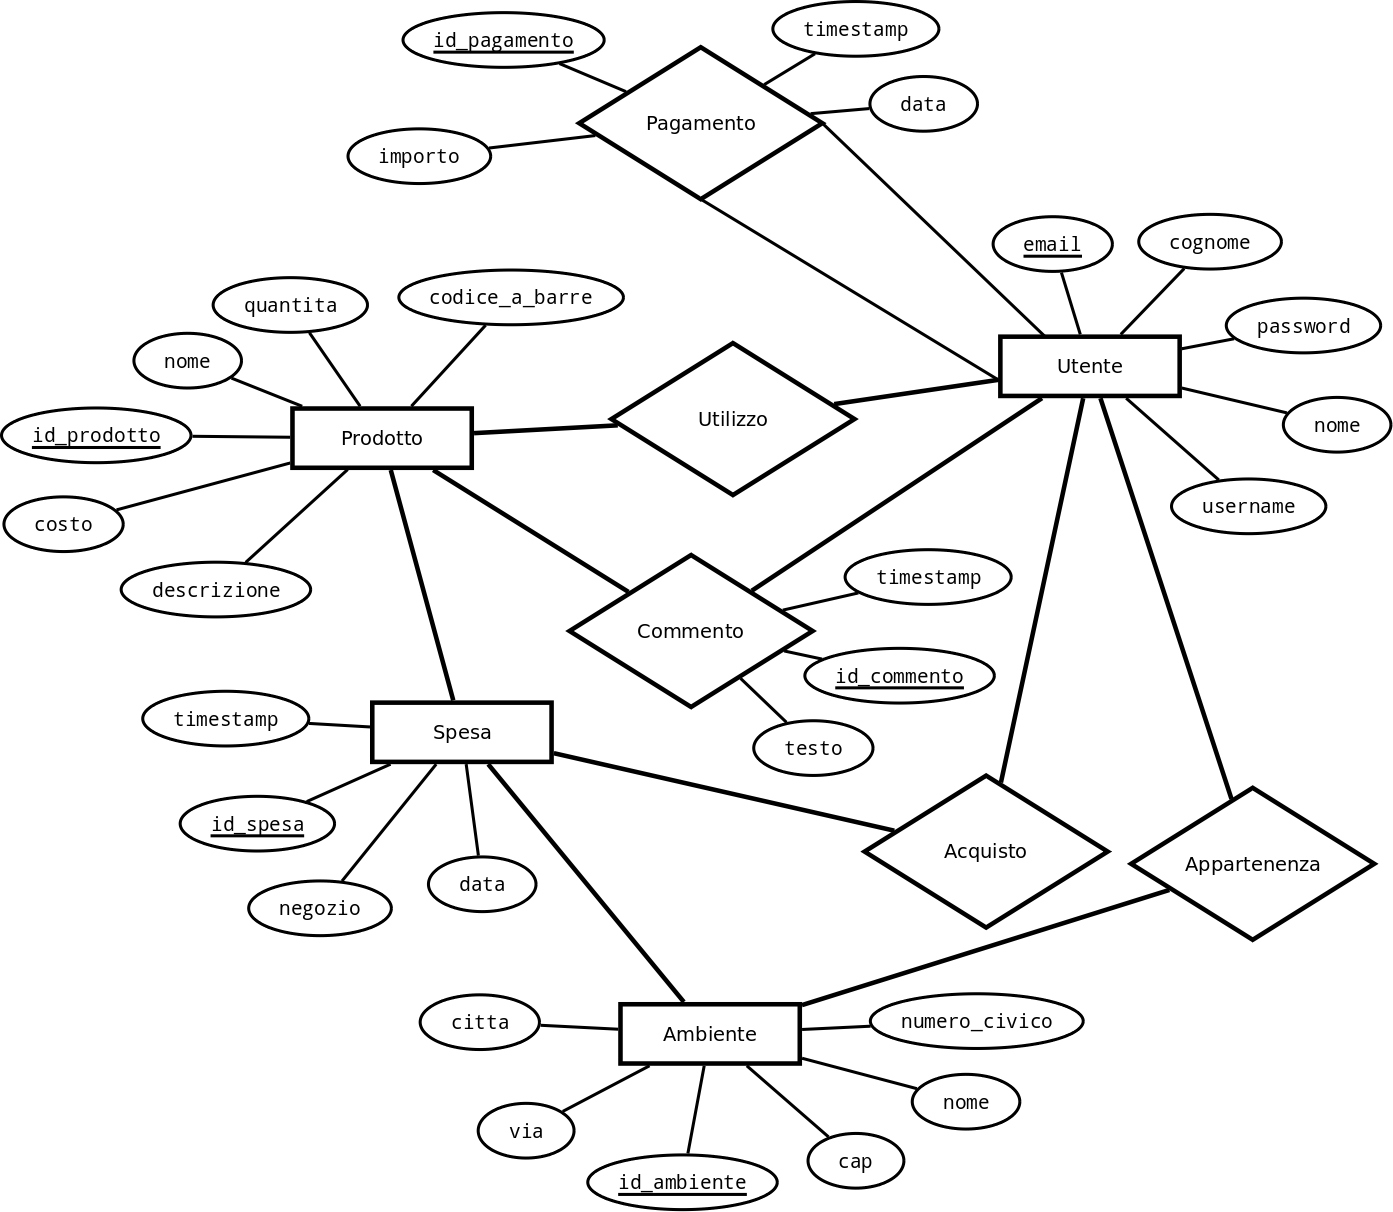 timestamp
id_pagamento
data
Pagamento
importo
email
cognome
quantita
codice_a_barre
password
nome
Utente
Utilizzo
nome
id_prodotto
Prodotto
username
costo
descrizione
timestamp
Commento
id_commento
testo
timestamp
Spesa
id_spesa
Acquisto
Appartenenza
data
negozio
citta
numero_civico
Ambiente
nome
via
cap
id_ambiente